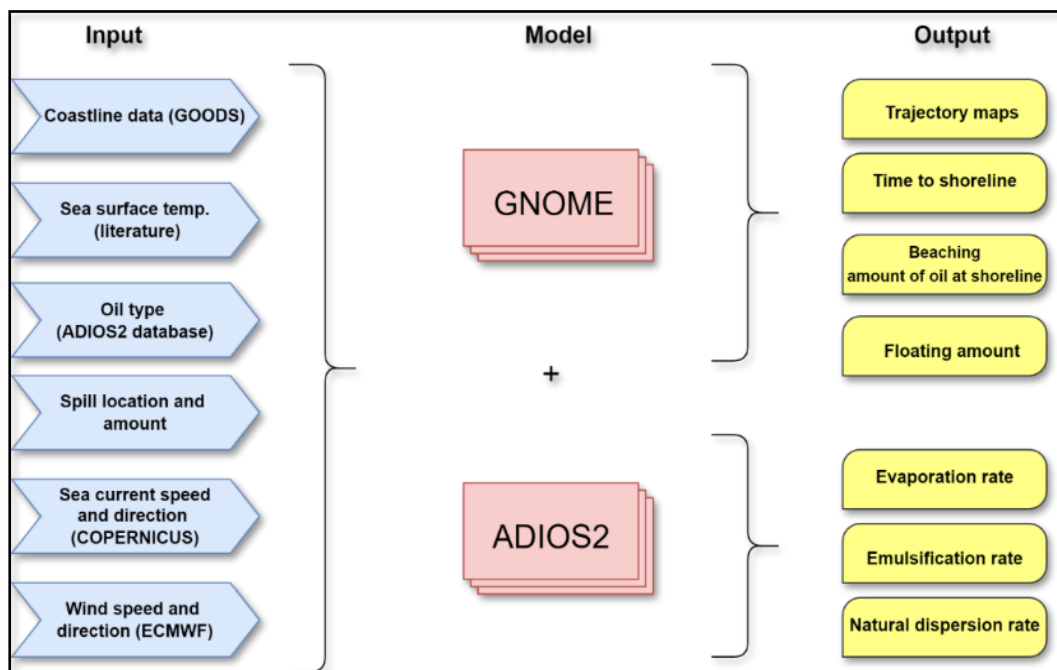 Input
Model
Output
Coastline data (GOODS)
Sea surface temp.
(literature)
Oil type
(ADIOS2 database)
Spill location and
amount
Sea current speed
and direction
(COPERNICUS)
Wind speed and
direction (ECMWF)
GNOME
+
ADIOS2
Trajectory maps
Time to shoreline
Beaching
amount of oil at shoreline
Floating amount
Evaporation rate
Emulsification rate
Natural dispersion rate